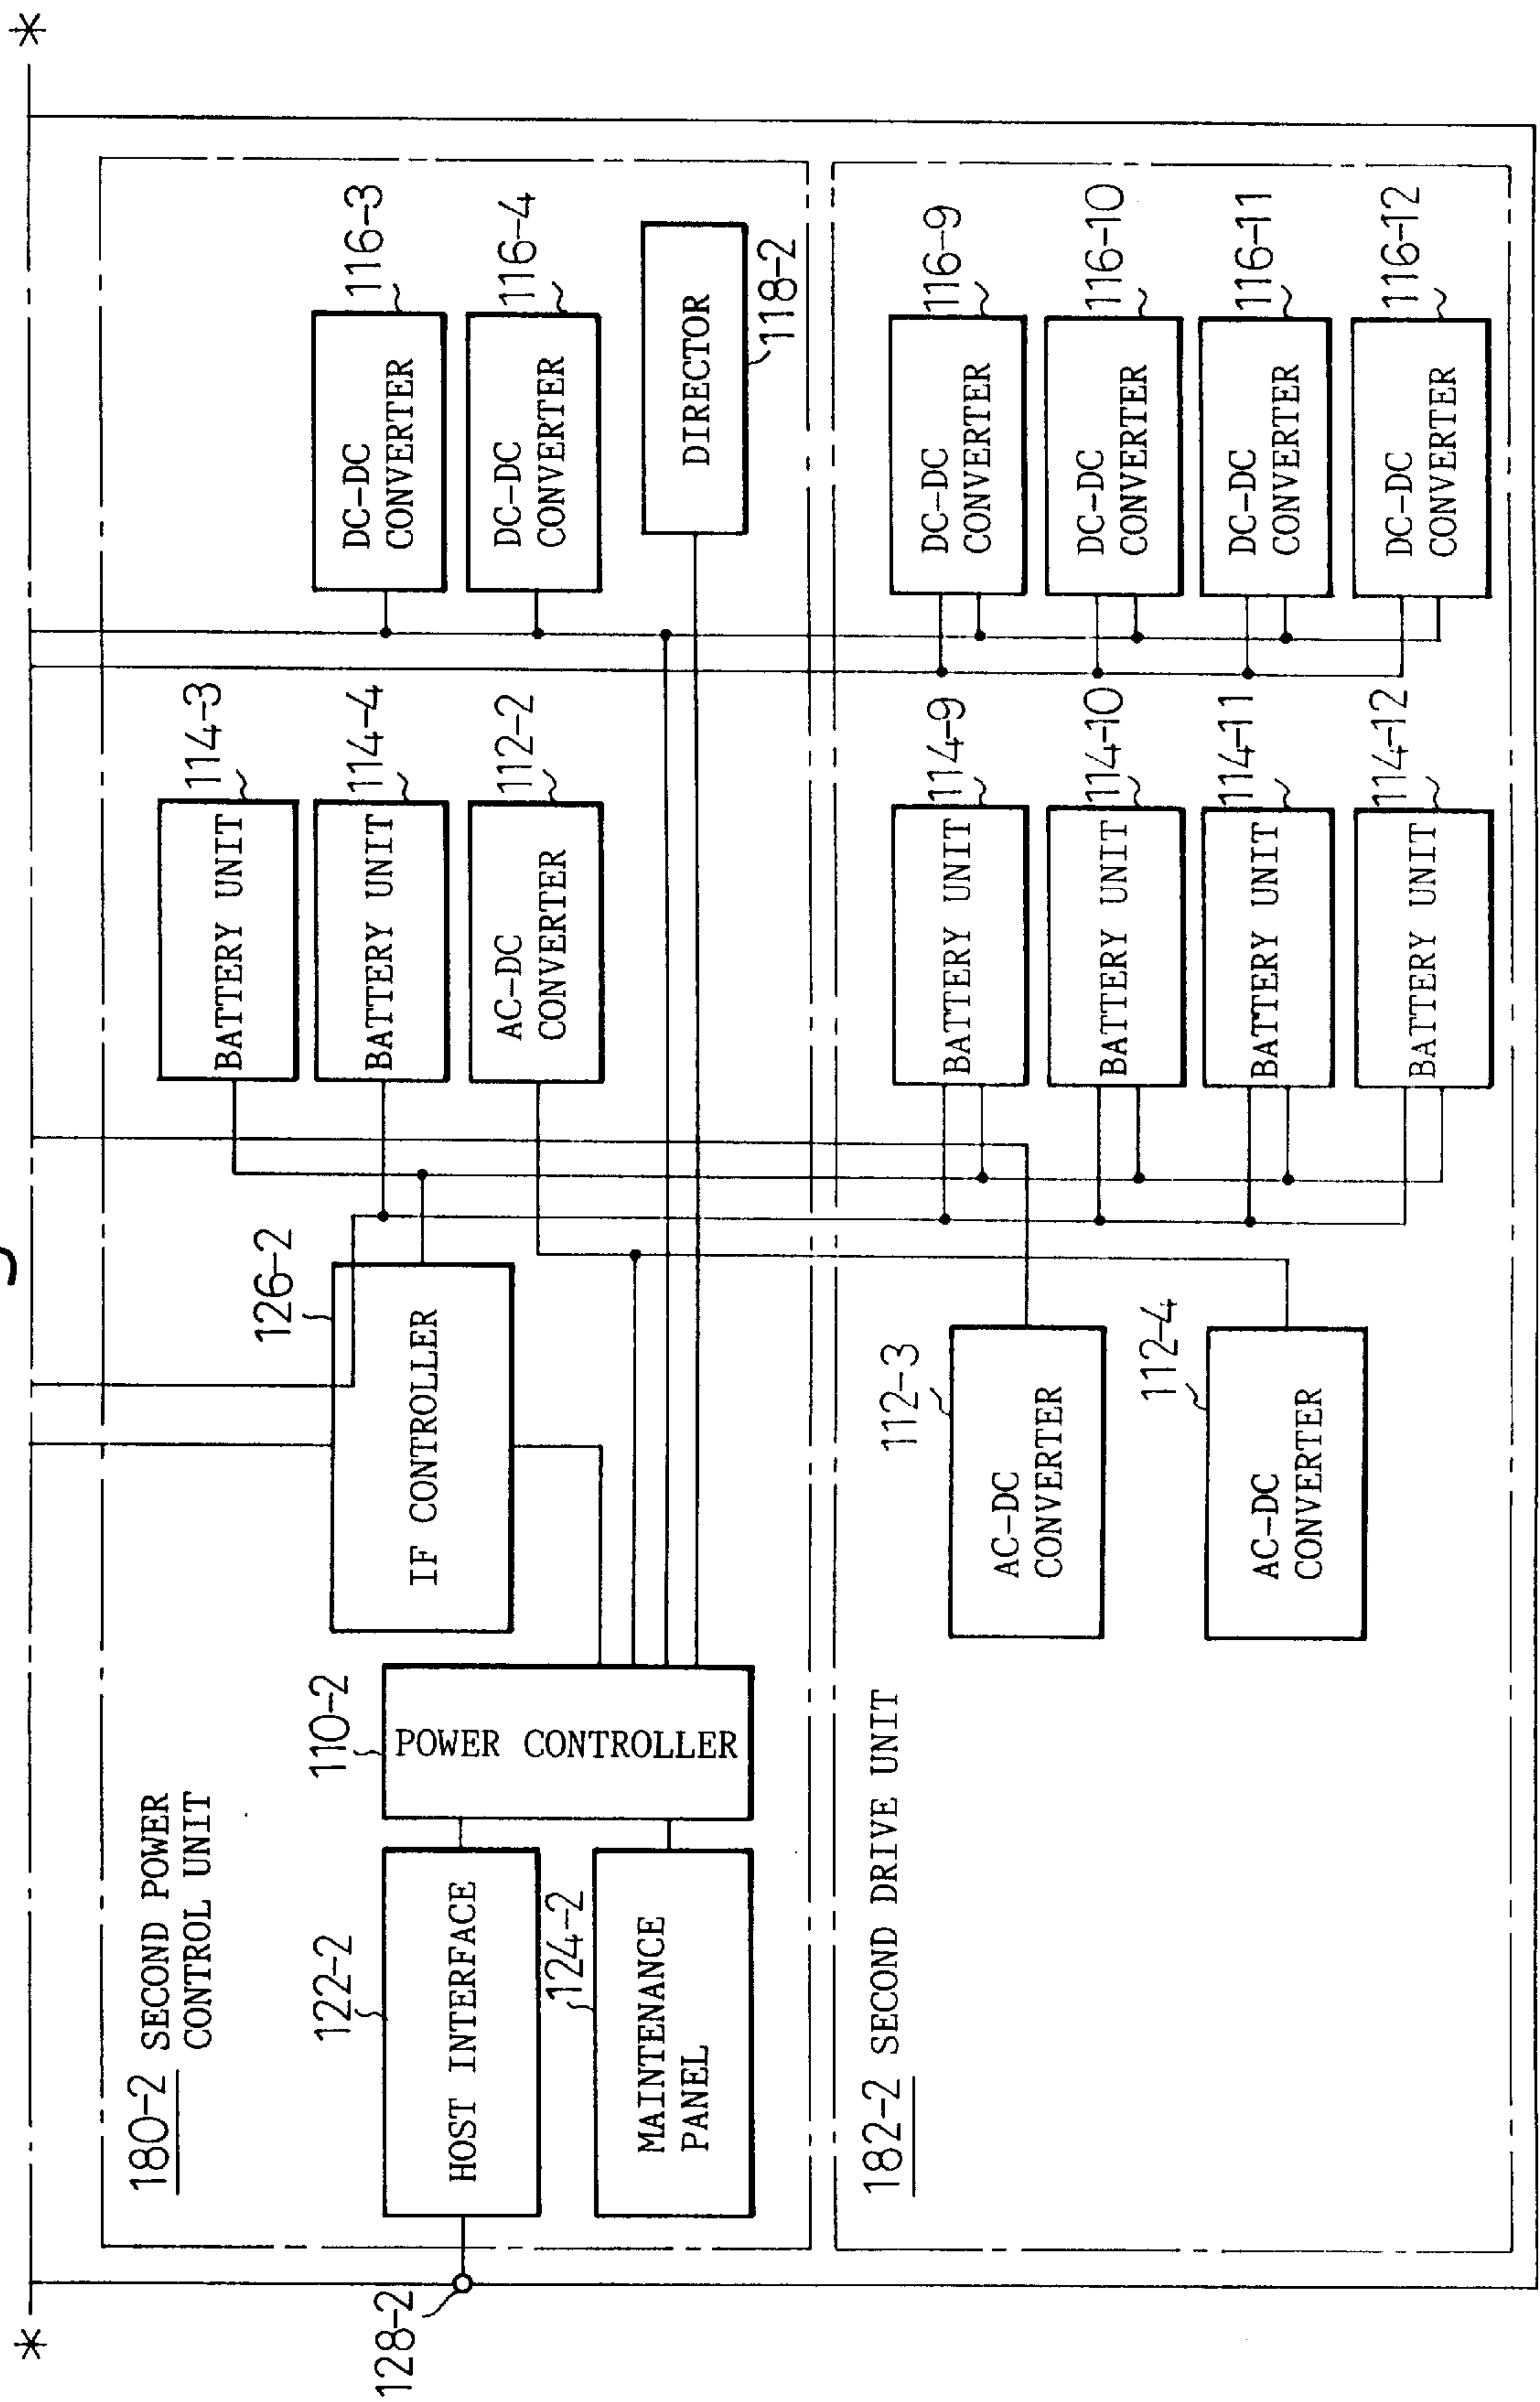 *
*
180-2 SECOND POWER
CONTROL UNIT
128-2
122-2
HOST INTERFACE
124-2
MAINTENANCE
PANEL
110-2
POWER CONTROLLER
126-2
IF CONTROLLER
114-3
BATTERY UNIT
114-4
BATTERY UNIT
112-2
AC-DC
CONVERTER
116-3
DC-DC
CONVERTER
116-4
DC-DC
CONVERTER
DIRECTOR
118-2
182-2 SECOND DRIVE UNIT
112-3
AC-DC
CONVERTER
112-4
AC-DC
CONVERTER
114-9
BATTERY UNIT
114-10
BATTERY UNIT
114-11
BATTERY UNIT
114-12
BATTERY UNIT
116-9
DC-DC
CONVERTER
116-10
DC-DC
CONVERTER
116-11
DC-DC
CONVERTER
116-12
DC-DC
CONVERTER